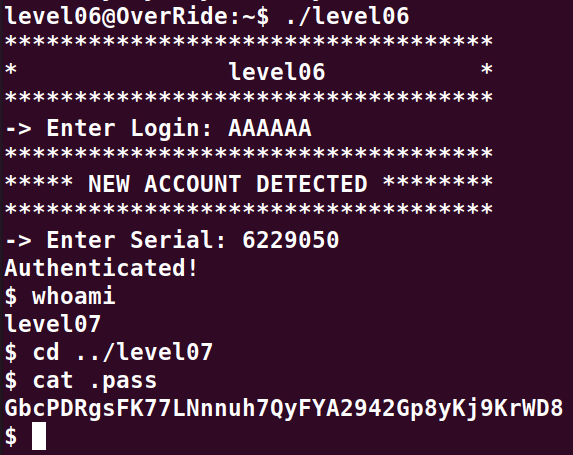 level06@OverRide:~$ ./level06
***********************************
*               level06           *
***********************************
-> Enter Login: AAAAAA
***********************************
***** NEW ACCOUNT DETECTED ********
***********************************
-> Enter Serial: 6229050
Authenticated!
$ whoami
level07
$ cd ../level07
$ cat .pass
GbcPDRgsFK77LNnnuh7QyFYA2942Gp8yKj9KrWD8
$